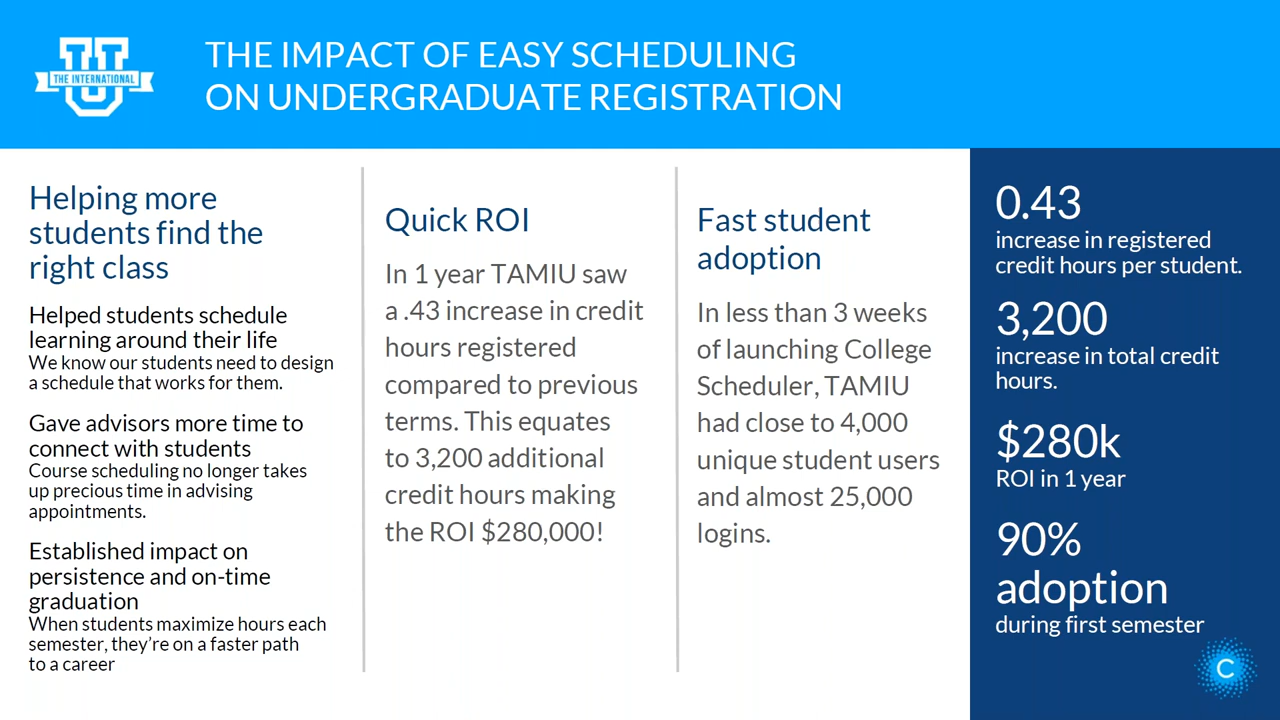 THE INTERNATIONAL
U
THE IMPACT OF EASY SCHEDULING
ON UNDERGRADUATE REGISTRATION
Helping more
students find the
right class
Helped students schedule
learning around their life
We know our students need to design
a schedule that works for them.
Gave advisors more time to
connect with students
Course scheduling no longer takes
up precious time in advising
appointments.
Established impact on
persistence and on-time
graduation
When students maximize hours each
semester, they're on a faster path
to a career
Quick ROI
In 1 year TAMIU saw
a .43 increase in credit
hours registered
compared to previous
terms. This equates
to 3,200 additional
credit hours making
the ROI $280,000!
Fast student
adoption
In less than 3 weeks
of launching College
Scheduler, TAMIU
had close to 4,000
unique student users
and almost 25,000
logins.
0.43
increase in registered
credit hours per student.
3,200
increase in total credit
hours.
$280k
ROI in 1 year
90%
adoption
during first semester
C